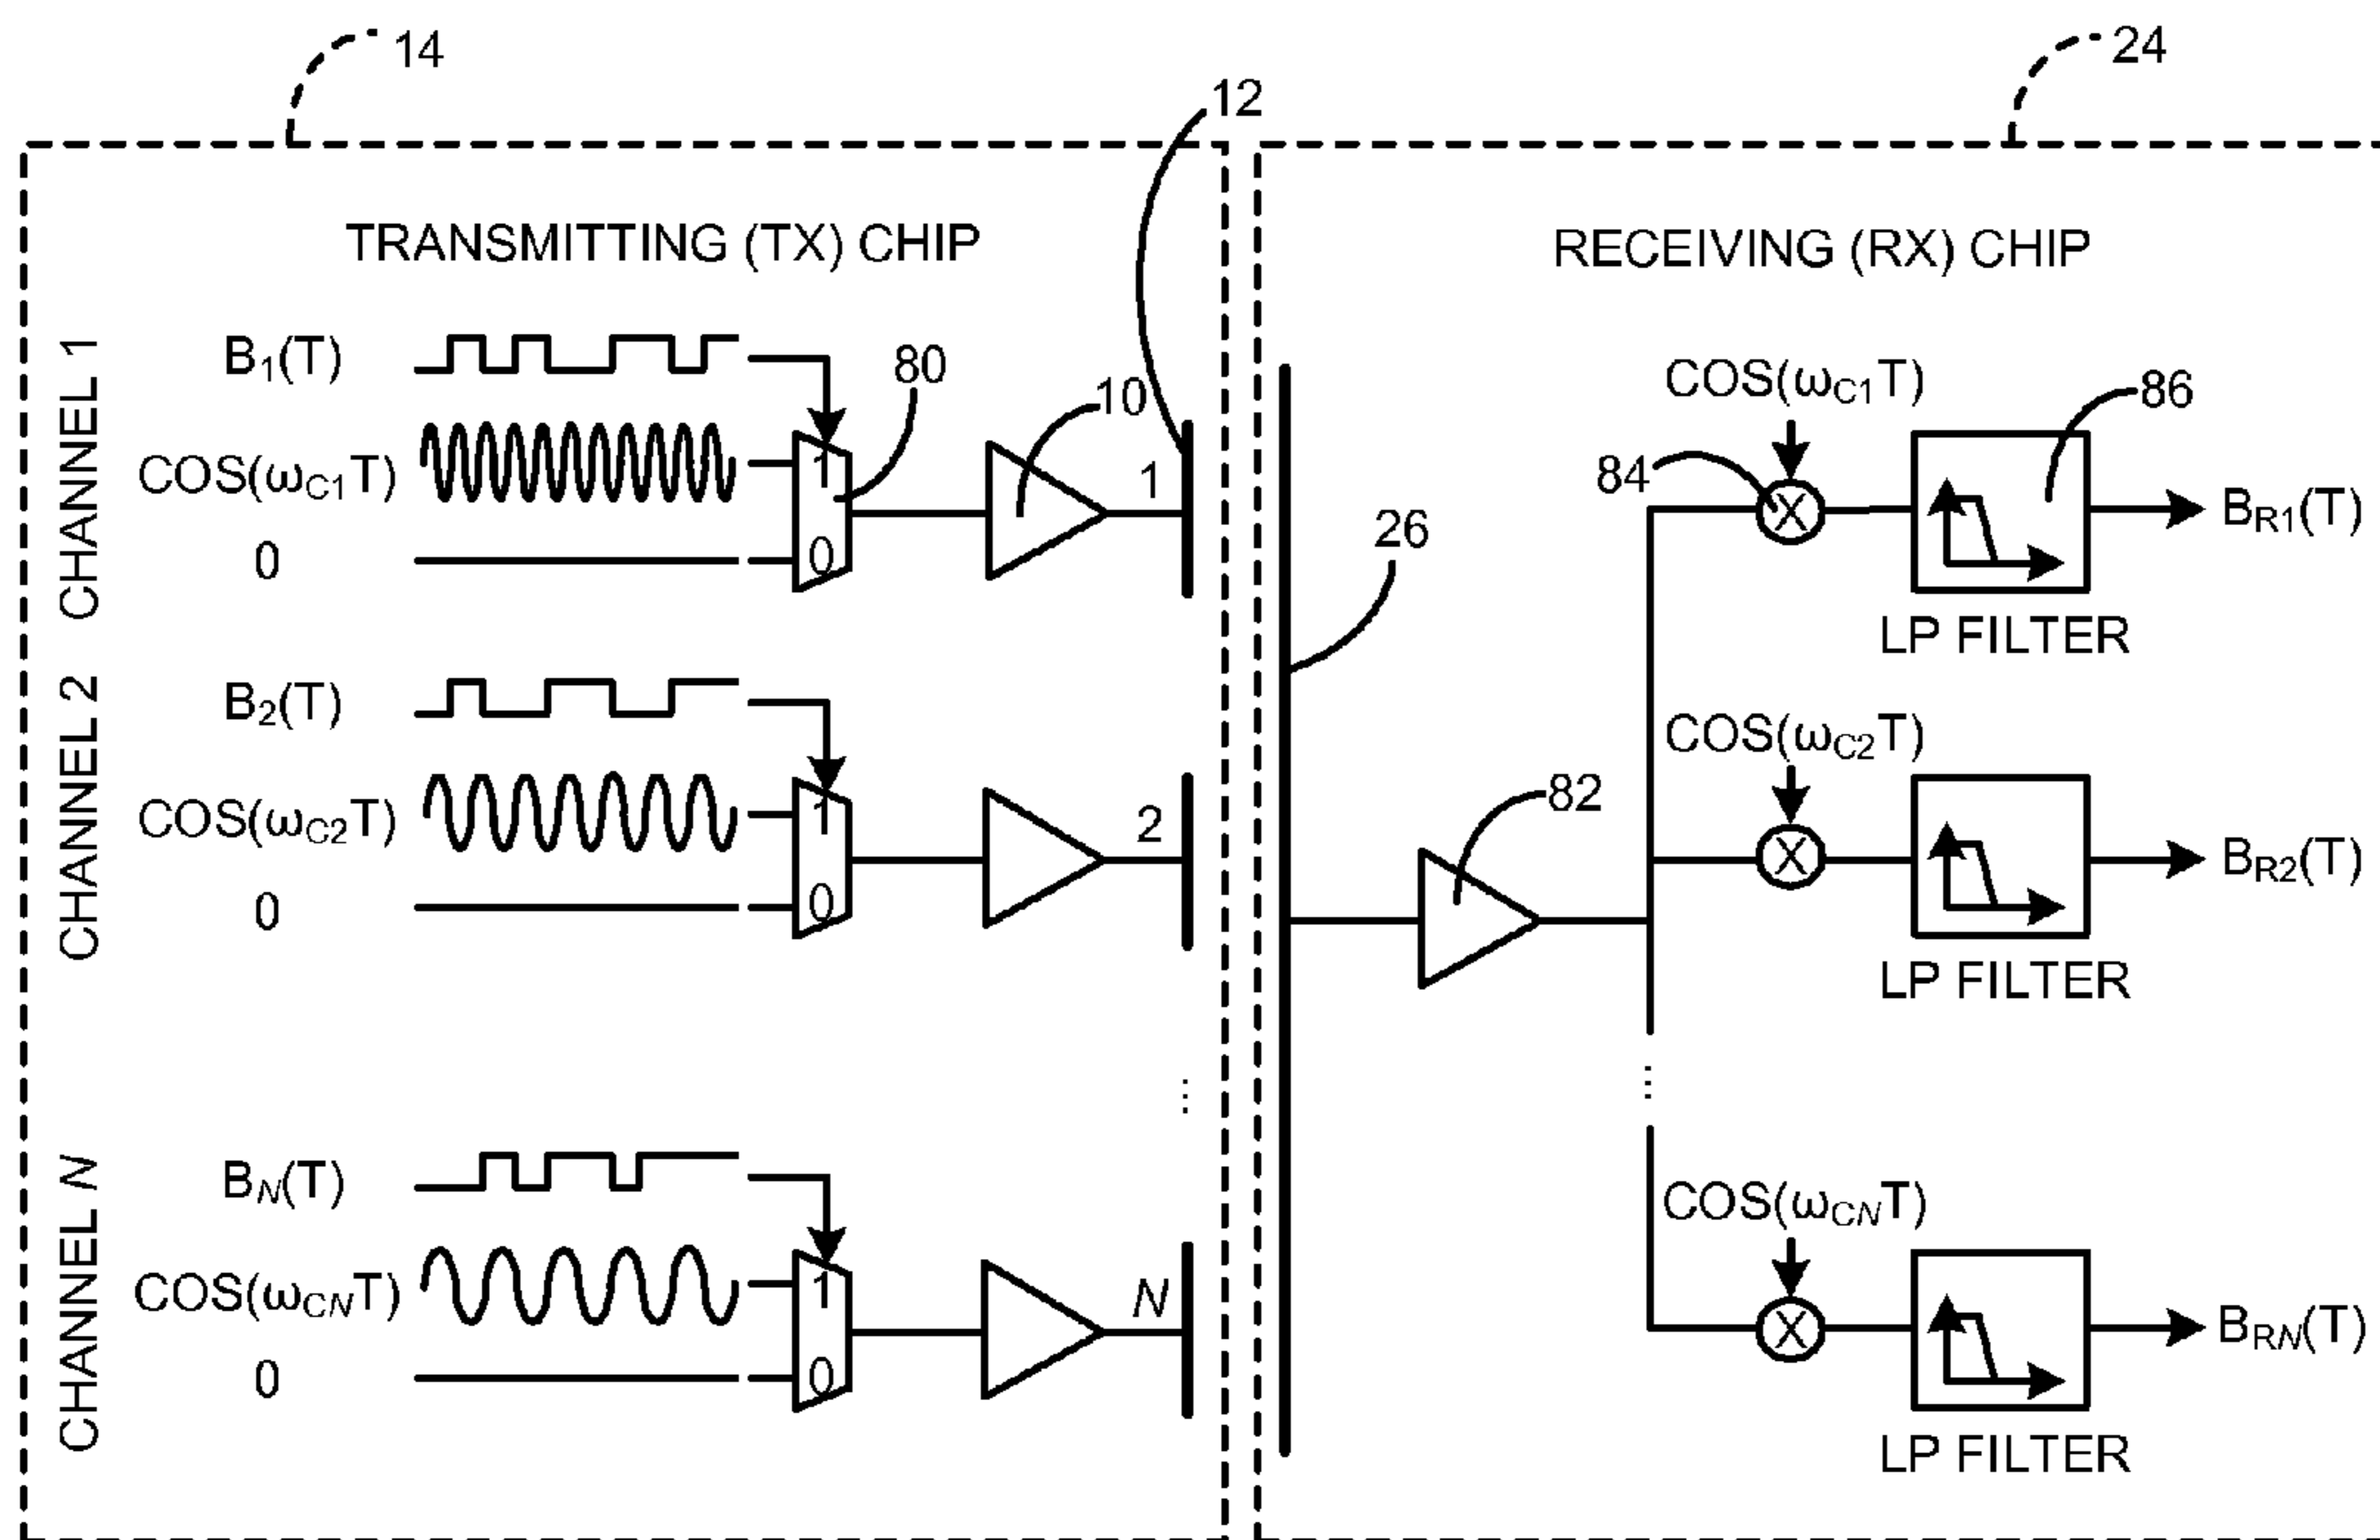 14
24
12
TRANSMITTING (TX) CHIP
RECEIVING (RX) CHIP
CHANNEL 1
B1(T)
80
10
COS(ωC1T)
1
1
0
0
26
COS(ωC1T)
86
84
X
BR1(T)
LP FILTER
CHANNEL 2
B2(T)
COS(ωC2T)
1
2
0
0
82
COS(ωC2T)
X
BR2(T)
LP FILTER
...
...
CHANNEL N
BN(T)
COS(ωCNT)
1
N
0
0
COS(ωCNT)
X
BRN(T)
LP FILTER